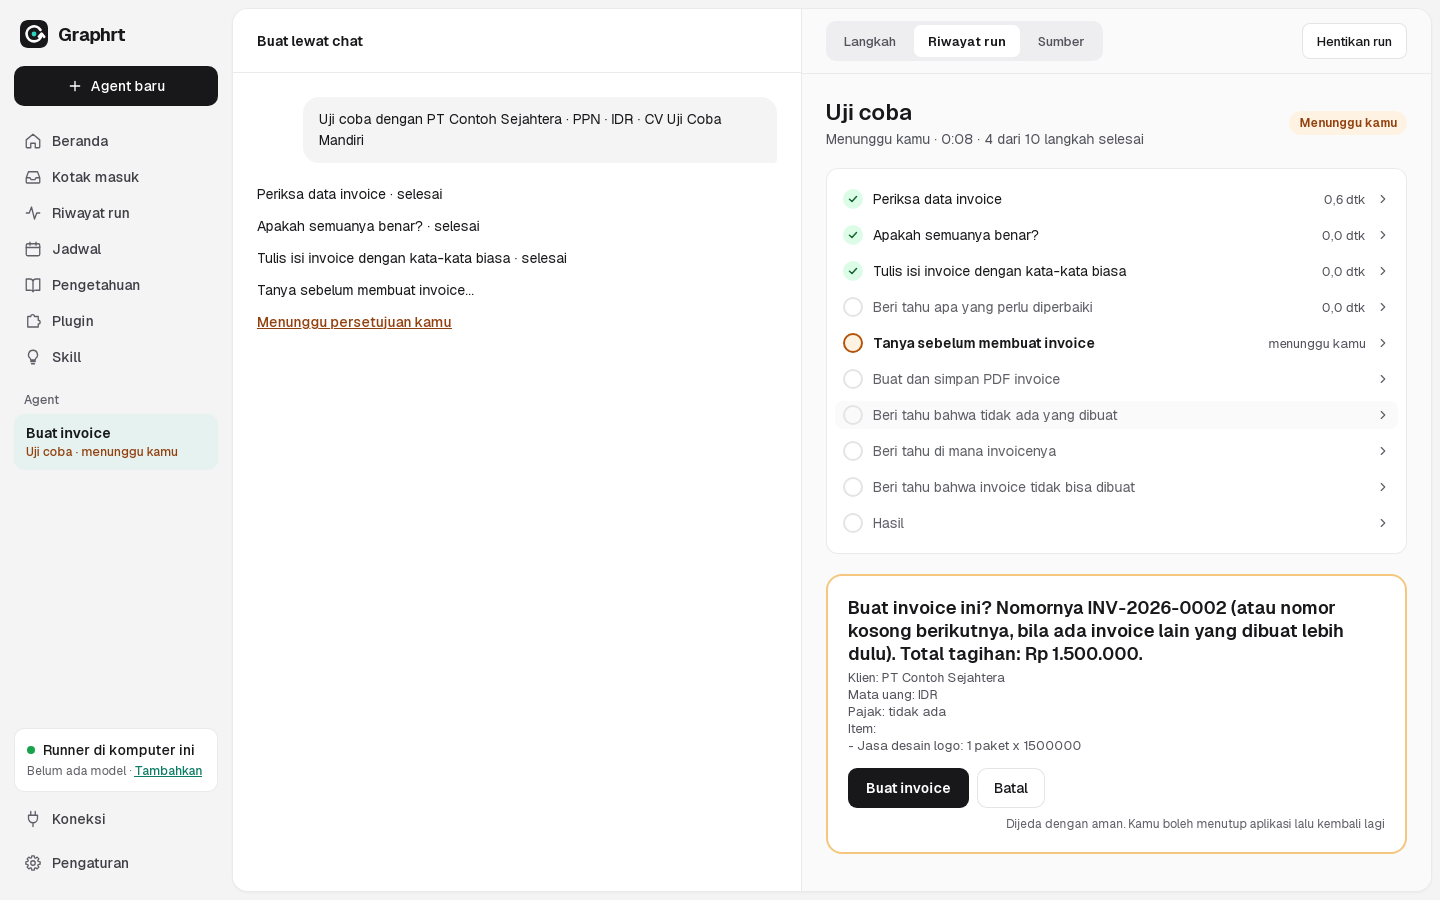 Graphrt
Agent baru
Beranda
Kotak masuk
Riwayat run
Jadwal
Pengetahuan
Plugin
Skill
Agent
Buat invoice
Uji coba · menunggu kamu
Runner di komputer ini
Belum ada model · Tambahkan
Koneksi
Pengaturan
Buat lewat chat
Uji coba dengan PT Contoh Sejahtera · PPN · IDR · CV Uji Coba
Mandiri
Periksa data invoice · selesai
Apakah semuanya benar? · selesai
Tulis isi invoice dengan kata-kata biasa · selesai
Tanya sebelum membuat invoice...
Menunggu persetujuan kamu
Langkah
Riwayat run
Sumber
Hentikan run
Uji coba
Menunggu kamu · 0:08 · 4 dari 10 langkah selesai
Menunggu kamu
Periksa data invoice 0,6 dtk
Apakah semuanya benar? 0,0 dtk
Tulis isi invoice dengan kata-kata biasa 0,0 dtk
Beri tahu apa yang perlu diperbaiki 0,0 dtk
Tanya sebelum membuat invoice menunggu kamu
Buat dan simpan PDF invoice
Beri tahu bahwa tidak ada yang dibuat
Beri tahu di mana invoicenya
Beri tahu bahwa invoice tidak bisa dibuat
Hasil
Buat invoice ini? Nomornya INV-2026-0002 (atau nomor
kosong berikutnya, bila ada invoice lain yang dibuat lebih
dulu). Total tagihan: Rp 1.500.000.
Klien: PT Contoh Sejahtera
Mata uang: IDR
Pajak: tidak ada
Item:
- Jasa desain logo: 1 paket x 1500000
Buat invoice
Batal
Dijeda dengan aman. Kamu boleh menutup aplikasi lalu kembali lagi